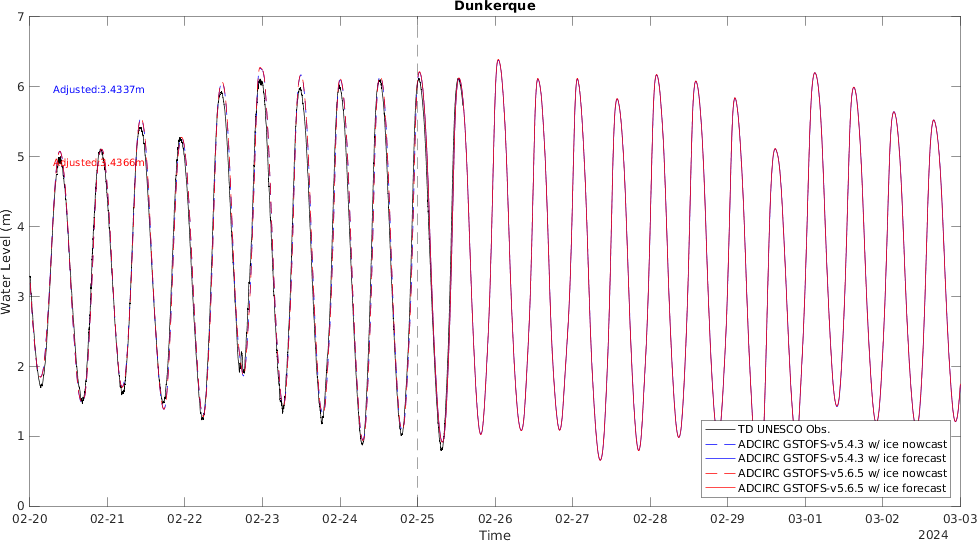 Dunkerque
7
6
5
4
3
2
1
0
Water Level (m)
Adjusted:3.4337m
Adjusted:3.4366m
TD UNESCO Obs.
ADCIRC GSTOFS-v5.4.3 w/ ice nowcast
ADCIRC GSTOFS-v5.4.3 w/ ice forecast
ADCIRC GSTOFS-v5.6.5 w/ ice nowcast
ADCIRC GSTOFS-v5.6.5 w/ ice forecast
02-20 02-21 02-22 02-23 02-24 02-25 02-26 02-27 02-28 02-29 03-01 03-02 03-03
Time
2024